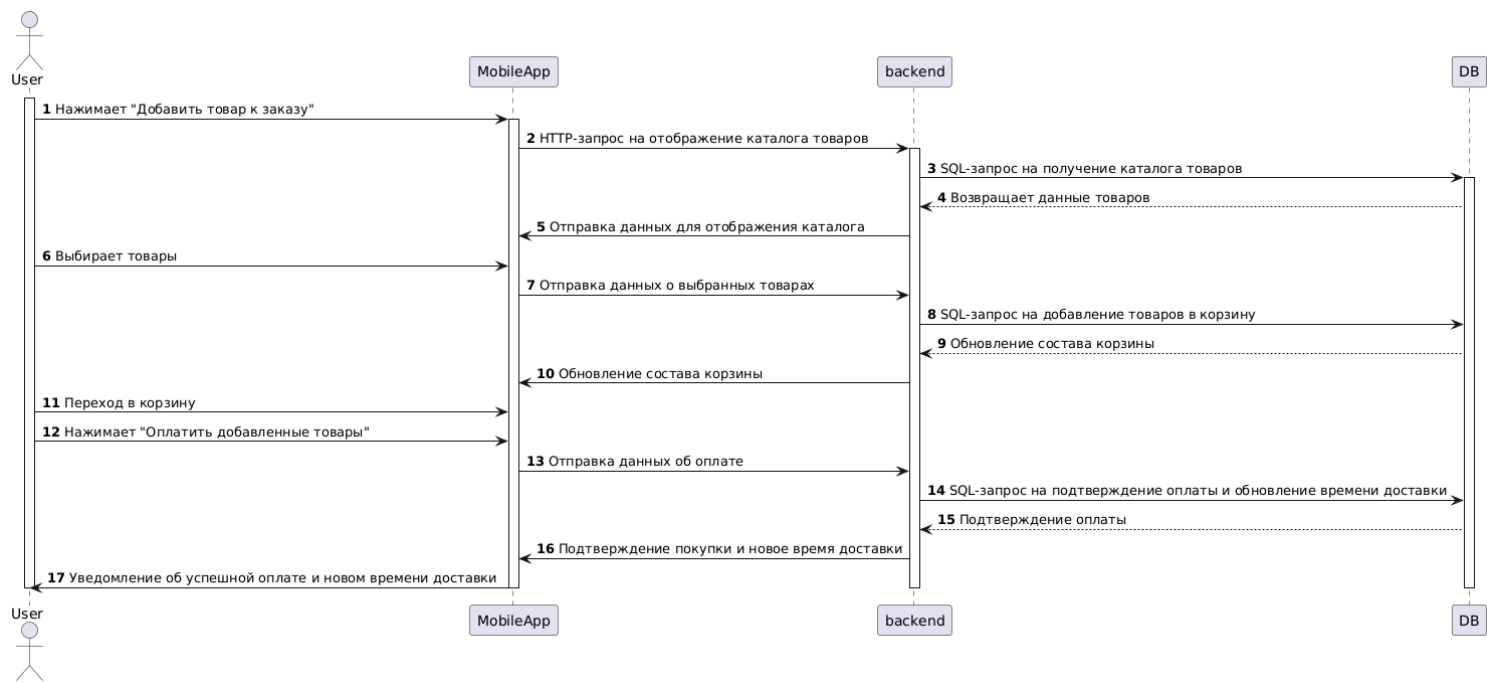 User
MobileApp
backend
DB
1 Нажимает "Добавить товар к заказу"
2 HTTP-запрос на отображение каталога товаров
3 SQL-запрос на получение каталога товаров
4 Возвращает данные товаров
5 Отправка данных для отображения каталога
6 Выбирает товары
7 Отправка данных о выбранных товарах
8 SQL-запрос на добавление товаров в корзину
9 Обновление состава корзины
10 Обновление состава корзины
11 Переход в корзину
12 Нажимает "Оплатить добавленные товары"
13 Отправка данных об оплате
14 SQL-запрос на подтверждение оплаты и обновление времени доставки
15 Подтверждение оплаты
16 Подтверждение покупки и новое время доставки
17 Уведомление об успешной оплате и новом времени доставки
User
MobileApp
backend
DB